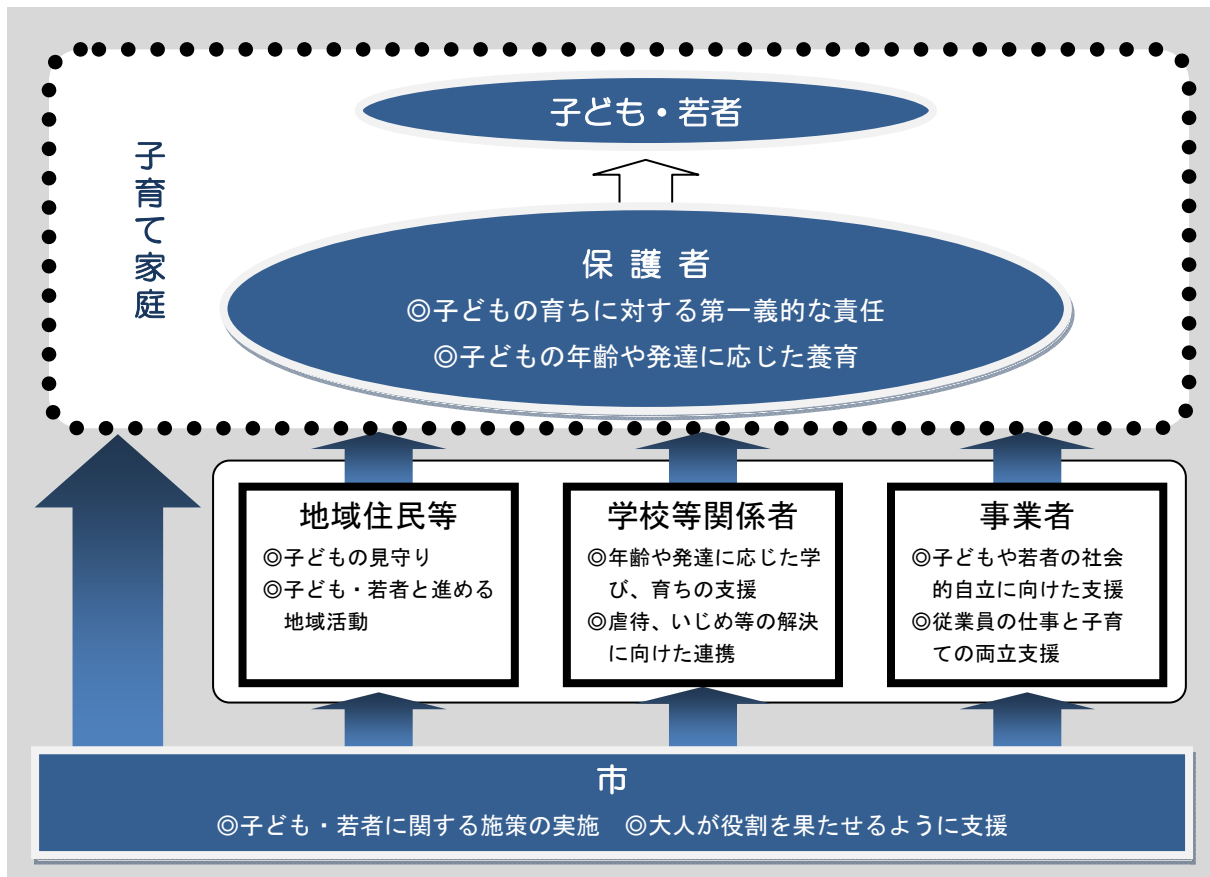 子ども・若者
子育て家庭
保 護 者
◎子どもの育ちに対する第一義的な責任
◎子どもの年齢や発達に応じた養育
地域住民等
◎子どもの見守り
◎子ども・若者と進める
地域活動
学校等関係者
◎年齢や発達に応じた学
び、育ちの支援
◎虐待、いじめ等の解決
に向けた連携
事業者
◎子どもや若者の社会
的自立に向けた支援
◎従業員の仕事と子育
ての両立支援
市
◎子ども・若者に関する施策の実施　◎大人が役割を果たせるように支援